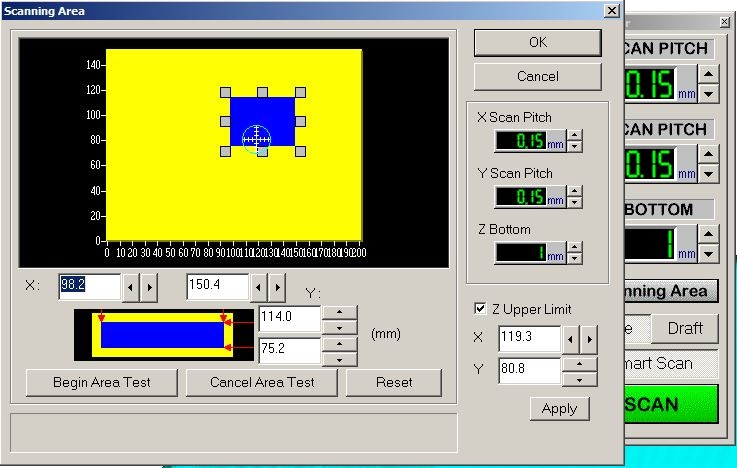 Scanning Area
140
120
100
80
60
40
20
0
0 10 20 30 40 50 60 70 80 90 100 110 120 130 140 150 160 170 180 190 200
OK
Cancel
X Scan Pitch
0.15 mm
Y Scan Pitch
0.15 mm
Z Bottom
1 mm
X: 98.2 150.4 Y:
114.0
75.2
(mm)
Z Upper Limit
X 119.3
Y 80.8
Apply
Begin Area Test Cancel Area Test Reset
CAN PITCH
0.15 mm
CAN PITCH
0.15 mm
BOTTOM
1 mm
nning Area
e Draft
mart Scan
SCAN